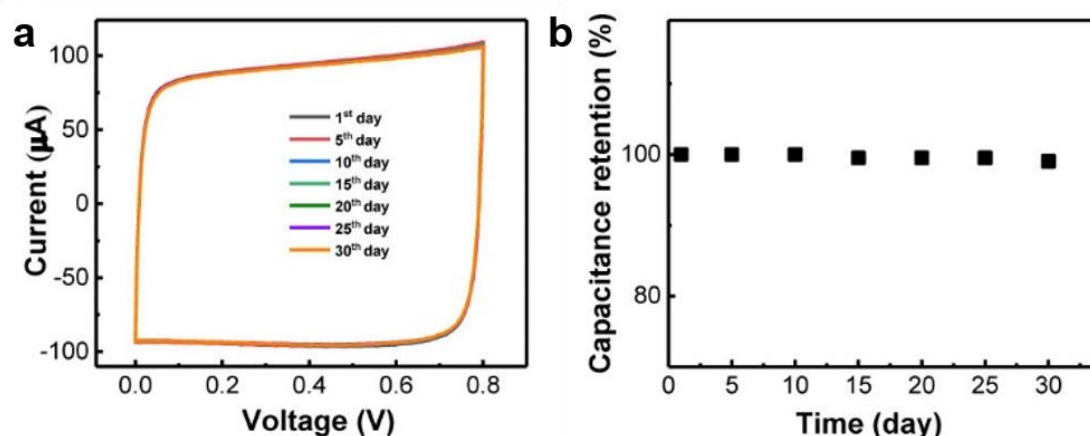 a
100
50
0
-50
-100
Current (µA)
1st day
5th day
10th day
15th day
20th day
25th day
30th day
0.0 0.2 0.4 0.6 0.8
Voltage (V)
b
Capacitance retention (%)
100
80
0 5 10 15 20 25 30
Time (day)